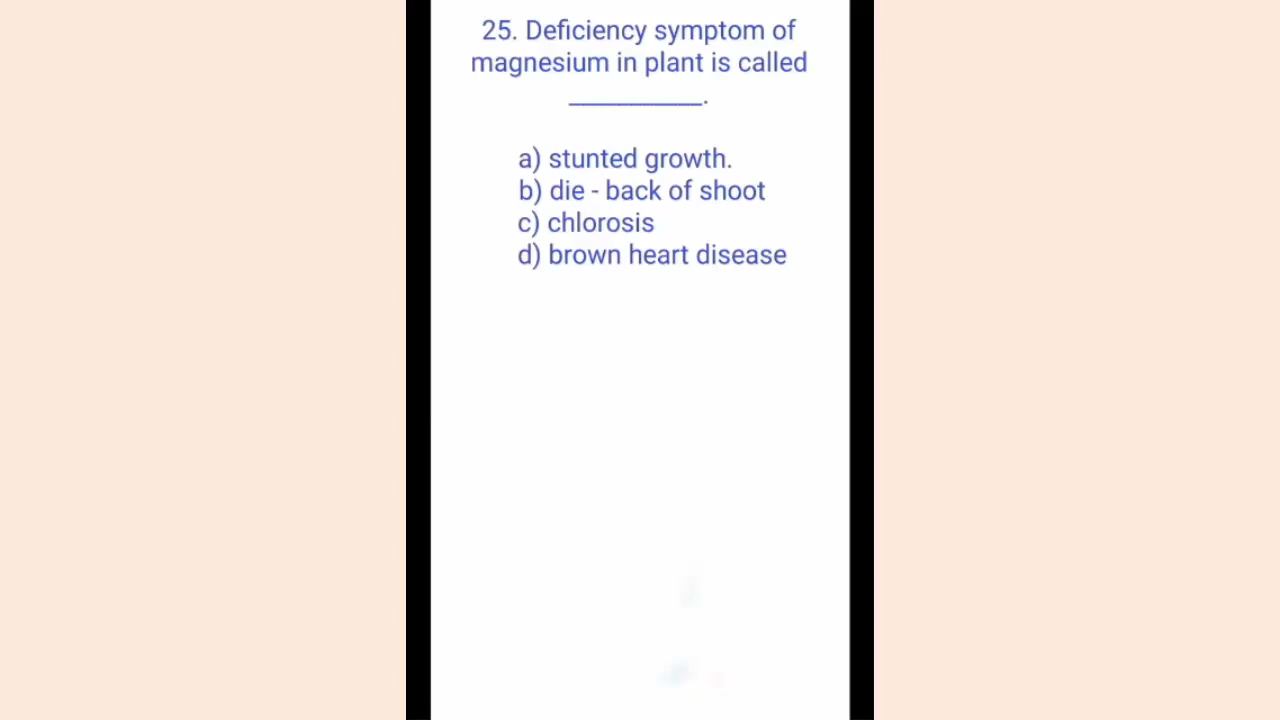 25. Deficiency symptom of
magnesium in plant is called
__________.
a) stunted growth.
b) die - back of shoot
c) chlorosis
d) brown heart disease